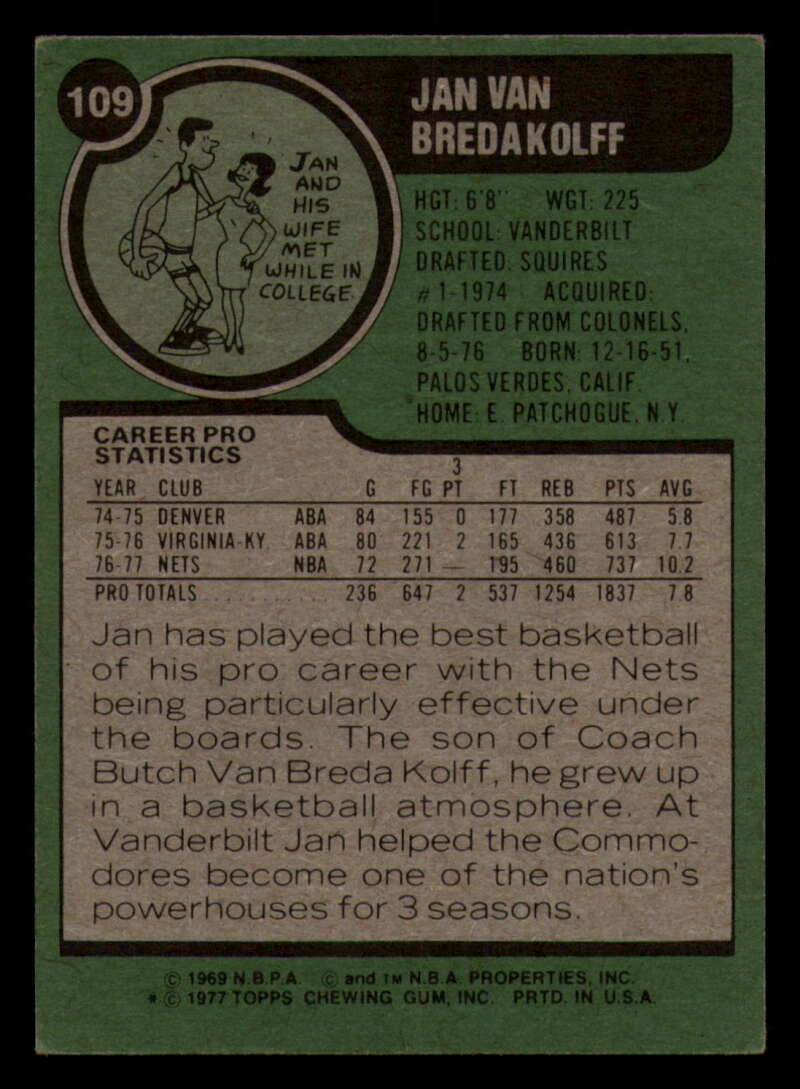 109
JAN VAN
BREDA KOLFF
JAN
AND
HIS
WIFE
MET
WHILE IN
COLLEGE.
HGT: 6'8" WGT: 225
SCHOOL: VANDERBILT
DRAFTED: SQUIRES
#1-1974 ACQUIRED:
DRAFTED FROM COLONELS,
8-5-76 BORN: 12-16-51,
PALOS VERDES, CALIF.
HOME: E. PATCHOGUE, N.Y.
CAREER PRO
STATISTICS
YEAR CLUB G FG 3 PT FT REB PTS AVG
74-75 DENVER ABA 84 155 0 177 358 487 5.8
75-76 VIRGINIA-KY. ABA 80 221 2 165 436 613 7.7
76-77 NETS NBA 72 271 — 195 460 737 10.2
PRO TOTALS ............ 236 647 2 537 1254 1837 7.8
Jan has played the best basketball
of his pro career with the Nets
being particularly effective under
the boards. The son of Coach
Butch Van Breda Kolff, he grew up
in a basketball atmosphere. At
Vanderbilt Jan helped the Commo-
dores become one of the nation's
powerhouses for 3 seasons.
© 1969 N.B.P.A. © and TM N.B.A. PROPERTIES, INC.
* © 1977 TOPPS CHEWING GUM, INC. PRTD. IN U.S.A.